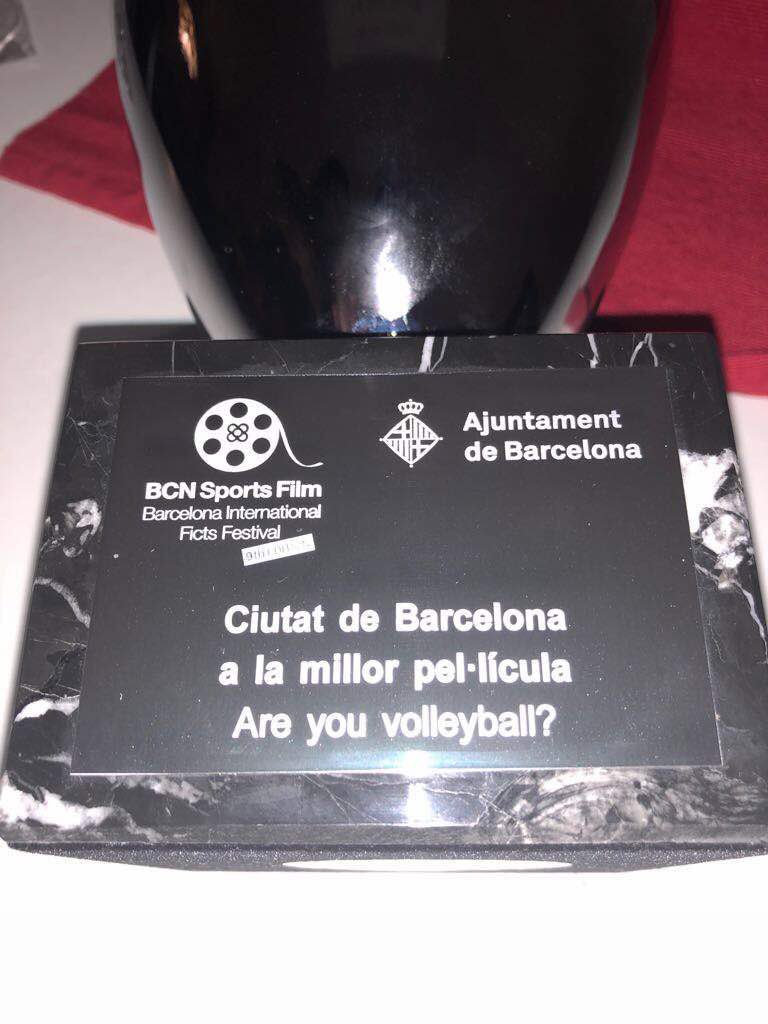 BCN Sports Film
Barcelona International
Ficts Festival
Ajuntament
de Barcelona
Ciutat de Barcelona
a la millor pel·lícula
Are you volleyball?